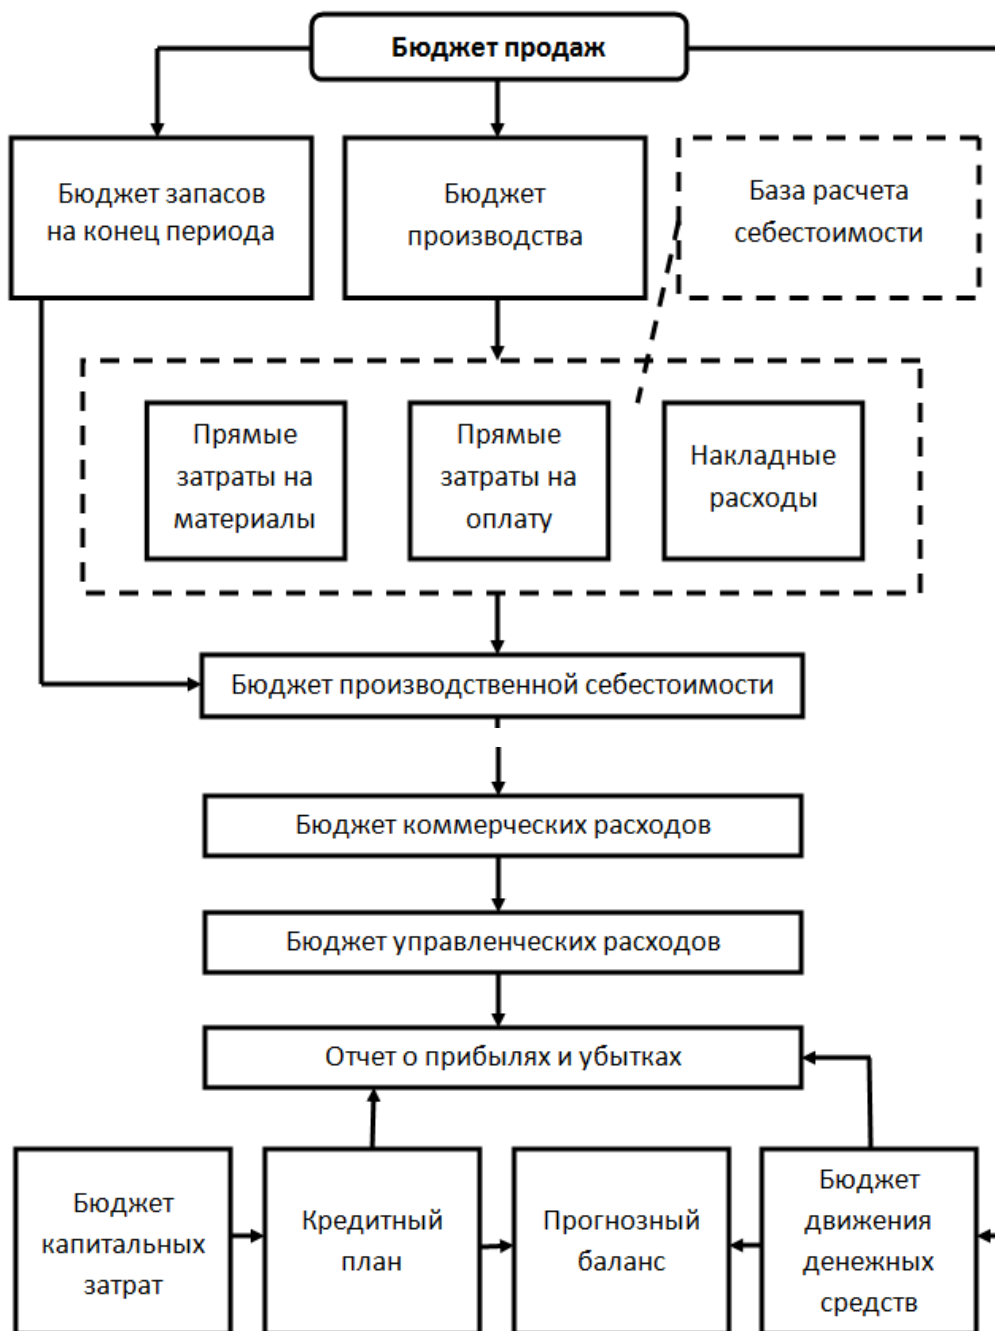 Бюджет продаж
Бюджет запасов
на конец периода
Бюджет
производства
База расчета
себестоимости
Прямые
затраты на
материалы
Прямые
затраты на
оплату
Накладные
расходы
Бюджет производственной себестоимости
Бюджет коммерческих расходов
Бюджет управленческих расходов
Отчет о прибылях и убытках
Бюджет
капитальных
затрат
Кредитный
план
Прогнозный
баланс
Бюджет
движения
денежных
средств